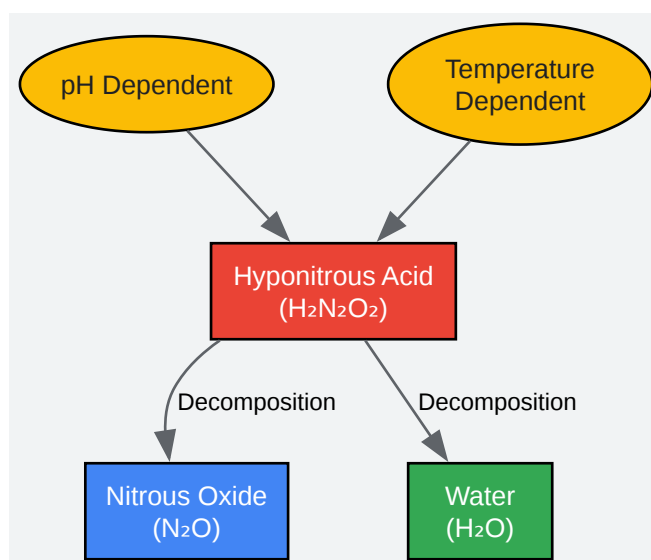 pH Dependent
Temperature
Dependent
Hyponitrous Acid
(H₂N₂O₂)
Decomposition
Decomposition
Nitrous Oxide
(N₂O)
Water
(H₂O)